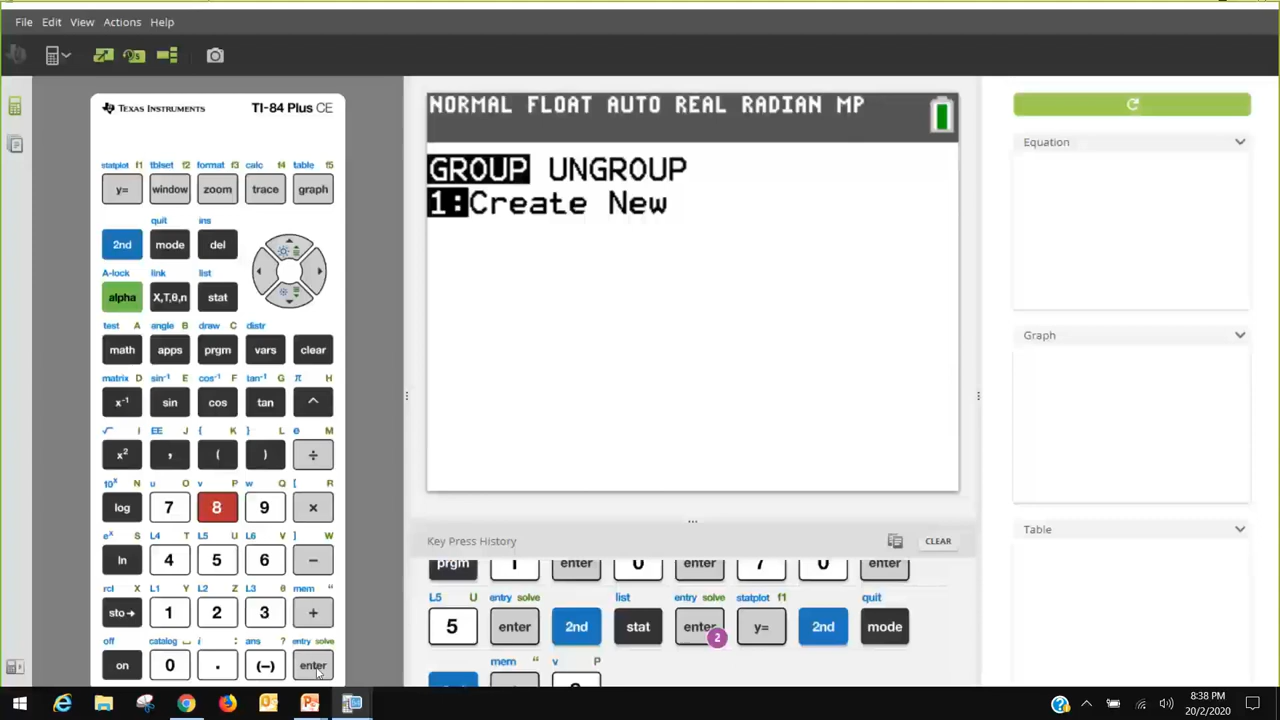 File Edit View Actions Help
TEXAS INSTRUMENTS TI-84 Plus CE
NORMAL FLOAT AUTO REAL RADIAN MP
GROUP UNGROUP
1:Create New
statplot f1 tblset f2 format f3 calc f4 table f5
y= window zoom trace graph
quit ins
2nd mode del
A-lock link list
alpha X,T,θ,n stat
test A angle B draw C distr
math apps prgm vars clear
matrix D sin⁻¹ E cos⁻¹ F tan⁻¹ G π H
x⁻¹ sin cos tan ^
√ I EE J { K } L e M
x² , ( ) ÷
10ˣ N u O v P w Q [ R
log 7 8 9 ×
eˣ S L4 T L5 U L6 V ] W
ln 4 5 6 −
rcl X L1 Y L2 Z L3 θ mem "
sto→ 1 2 3 +
off catalog i : ans ? entry solve
on 0 . (−) enter
Key Press History CLEAR
prgm 1 enter 0 enter 7 0 enter
L5 U entry solve list entry solve statplot f1 quit
5 enter 2nd stat enter y= 2nd mode
2
mem " v P
Equation
Graph
Table
8:38 PM
20/2/2020